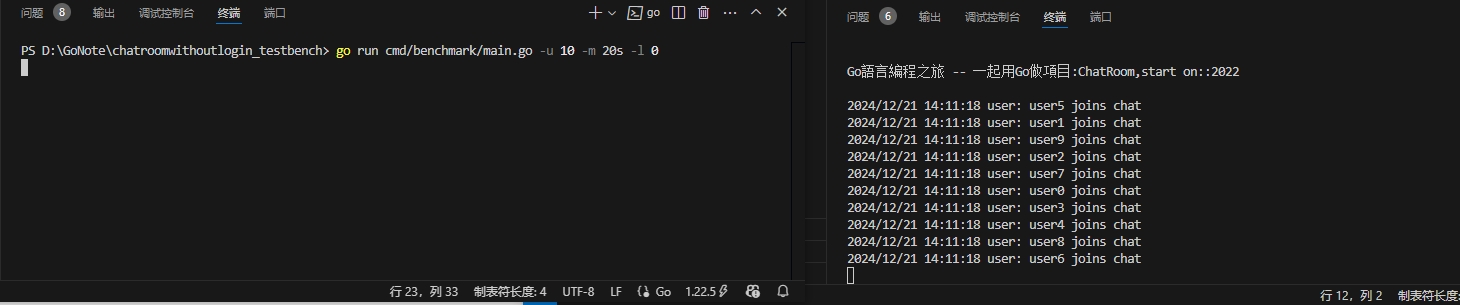 问题 8 输出 调试控制台 终端 端口 go
PS D:\GoNote\chatroomwithoutlogin_testbench> go run cmd/benchmark/main.go -u 10 -m 20s -l 0
行 23，列 33 制表符长度: 4 UTF-8 LF Go 1.22.5
问题 6 输出 调试控制台 终端 端口
Go語言編程之旅 -- 一起用Go做項目:ChatRoom,start on::2022
2024/12/21 14:11:18 user: user5 joins chat
2024/12/21 14:11:18 user: user1 joins chat
2024/12/21 14:11:18 user: user9 joins chat
2024/12/21 14:11:18 user: user2 joins chat
2024/12/21 14:11:18 user: user7 joins chat
2024/12/21 14:11:18 user: user0 joins chat
2024/12/21 14:11:18 user: user3 joins chat
2024/12/21 14:11:18 user: user4 joins chat
2024/12/21 14:11:18 user: user8 joins chat
2024/12/21 14:11:18 user: user6 joins chat
行 12，列 2 制表符长度: